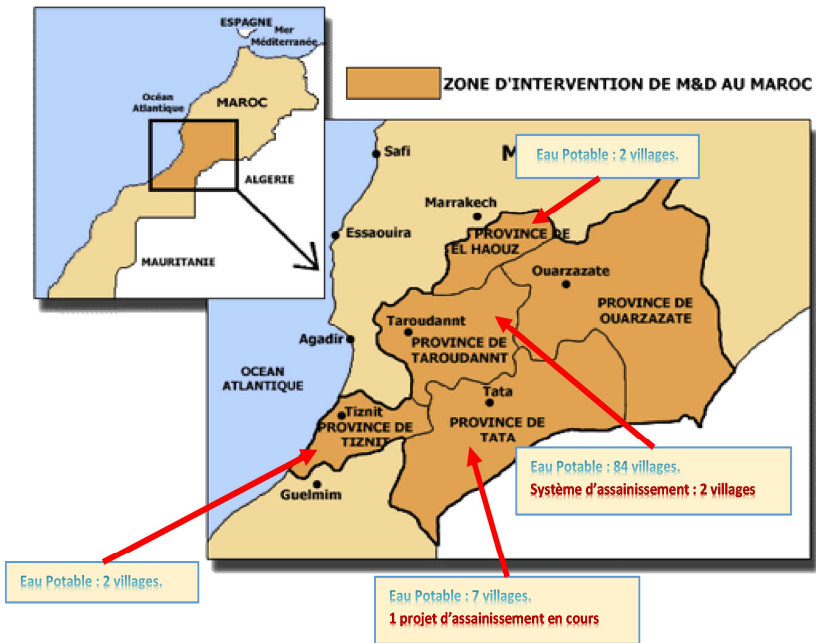 ESPAGNE
Mer
Méditerranée
Océan
Atlantique
MAROC
ALGERIE
MAURITANIE
ZONE D'INTERVENTION DE M&D AU MAROC
Safi
M
Eau Potable : 2 villages.
Marrakech
Essaouira
PROVINCE DE
EL HAOUZ
Ouarzazate
PROVINCE DE
OUARZAZATE
Taroudannt
Agadir
PROVINCE DE
TAROUDANNT
OCEAN
ATLANTIQUE
Tata
Tiznit
PROVINCE DE
TIZNIT
PROVINCE DE
TATA
Guelmim
Eau Potable : 84 villages.
Système d'assainissement : 2 villages
Eau Potable : 2 villages.
Eau Potable : 7 villages.
1 projet d'assainissement en cours